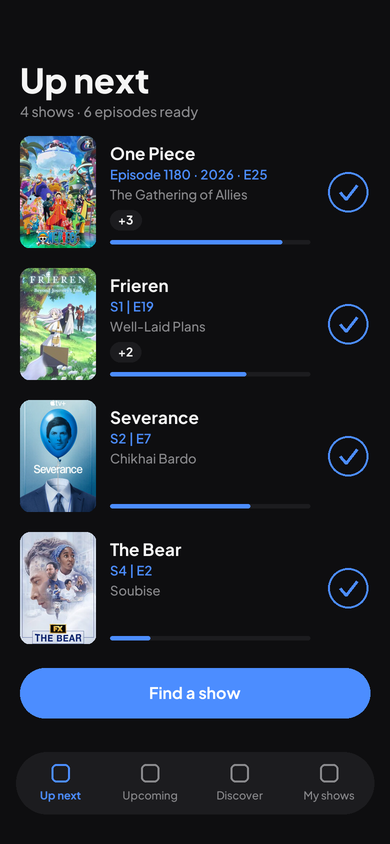 Up next
4 shows · 6 episodes ready
One Piece
Episode 1180 · 2026 · E25
The Gathering of Allies
+3
FRIEREN
Frieren
S1 | E19
Well-Laid Plans
+2
Severance
Severance
S2 | E7
Chikhai Bardo
FX
THE BEAR
The Bear
S4 | E2
Soubise
Find a show
Up next
Upcoming
Discover
My shows